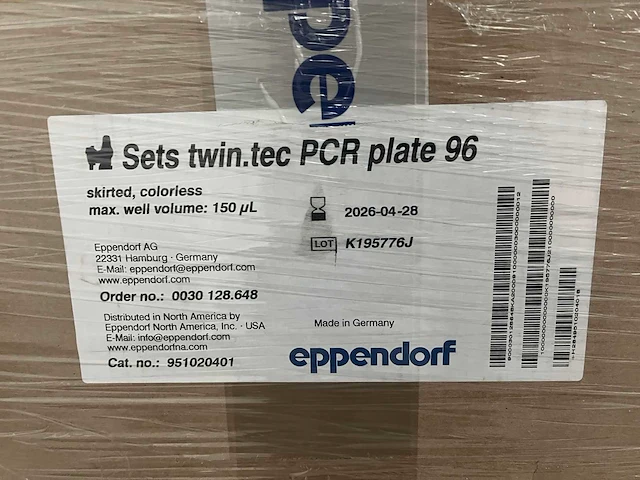 ppe
Sets twin.tec PCR plate 96
skirted, colorless
max. well volume: 150 µL
2026-04-28
LOT K195776J
Eppendorf AG
22331 Hamburg · Germany
E-Mail: eppendorf@eppendorf.com
www.eppendorf.com
Order no.: 0030 128.648
Distributed in North America by
Eppendorf North America, Inc. · USA
E-Mail: info@eppendorf.com
www.eppendorfna.com
Cat. no.: 951020401
Made in Germany
eppendorf